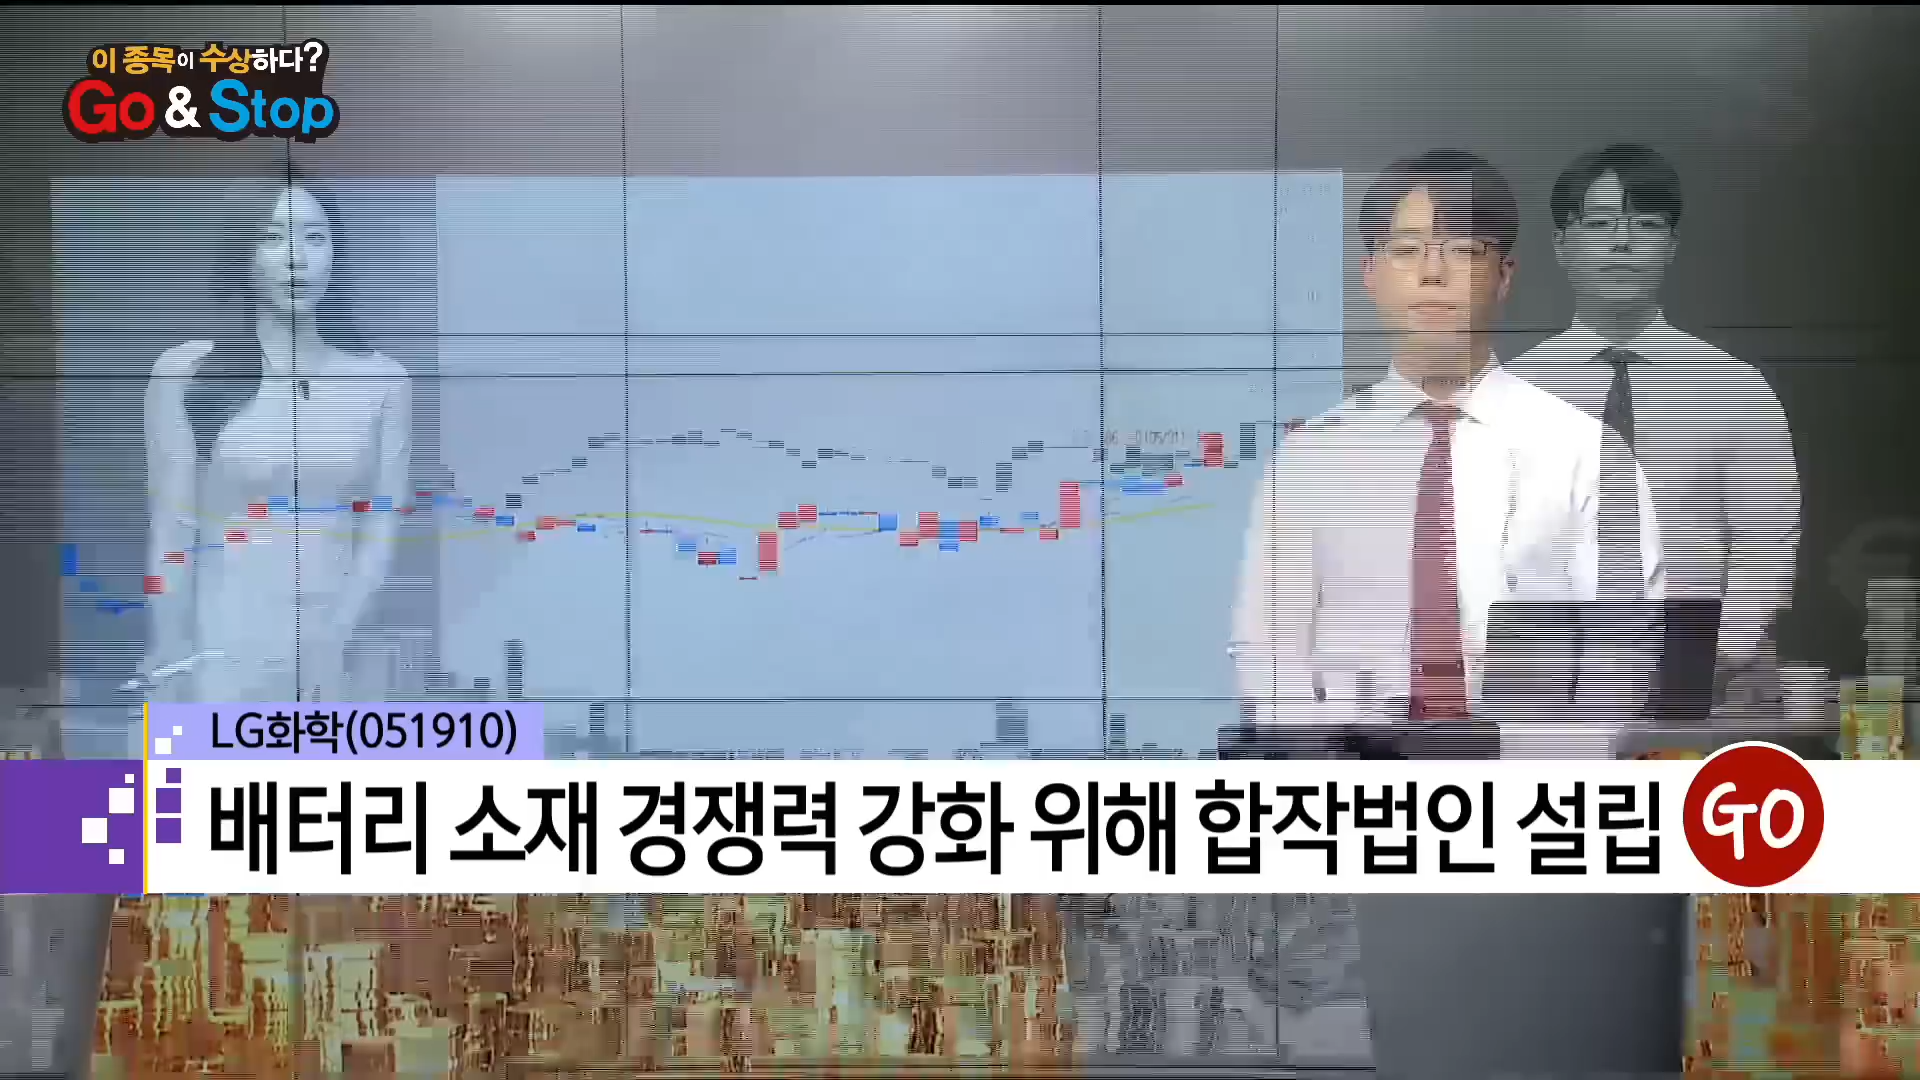 이 종목이 수상하다?
Go & Stop
LG화학(051910)
배터리 소재 경쟁력 강화 위해 합작법인 설립
GO